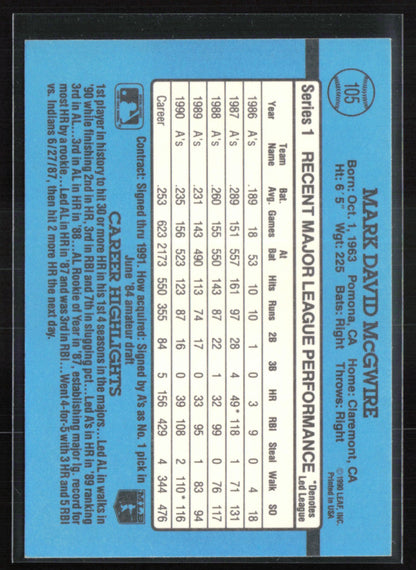 105
MARK DAVID McGWIRE
Born: Oct. 1, 1963 Pomona, CA Home: Claremont, CA
Ht: 6' 5" Wgt: 225 Bats: Right Throws: Right
©1990 LEAF, INC.
Printed in USA
Series 1 RECENT MAJOR LEAGUE PERFORMANCE *Denotes Led League
Year Team Name Bat. Avg. Games At Bat Hits Runs 2B 3B HR RBI Steal Walk SO
1986 A's .189 18 53 10 10 1 0 3 9 0 4 18
1987 A's .289 151 557 161 97 28 4 49* 118 1 71 131
1988 A's .260 155 550 143 87 22 1 32 99 0 76 117
1989 A's .231 143 490 113 74 17 0 33 95 1 83 94
1990 A's .235 156 523 123 87 16 0 39 108 2 110* 116
Career .253 623 2173 550 355 84 5 156 429 4 344 476
Contract: Signed thru 1991. How acquired: Signed by A's as No. 1 pick in
June '84 amateur draft
CAREER HIGHLIGHTS
1st player in history to hit 30 or more HR in his 1st 4 seasons in the majors...Led AL in walks in
'90 while finishing 2nd in HR, 3rd in RBI and 7th in slugging pct...Led A's in HR in '89 ranking
3rd in AL...3rd in AL in HR in '88...AL Rookie of Year in '87, establishing major lg. record for
most HR by a rookie...Led AL in HR in '87 and was 3rd in RBI...Went 4-for-5 with 3 HR and 5 RBI
vs. Indians 6/27/87, then hit 2 more HR the next day.